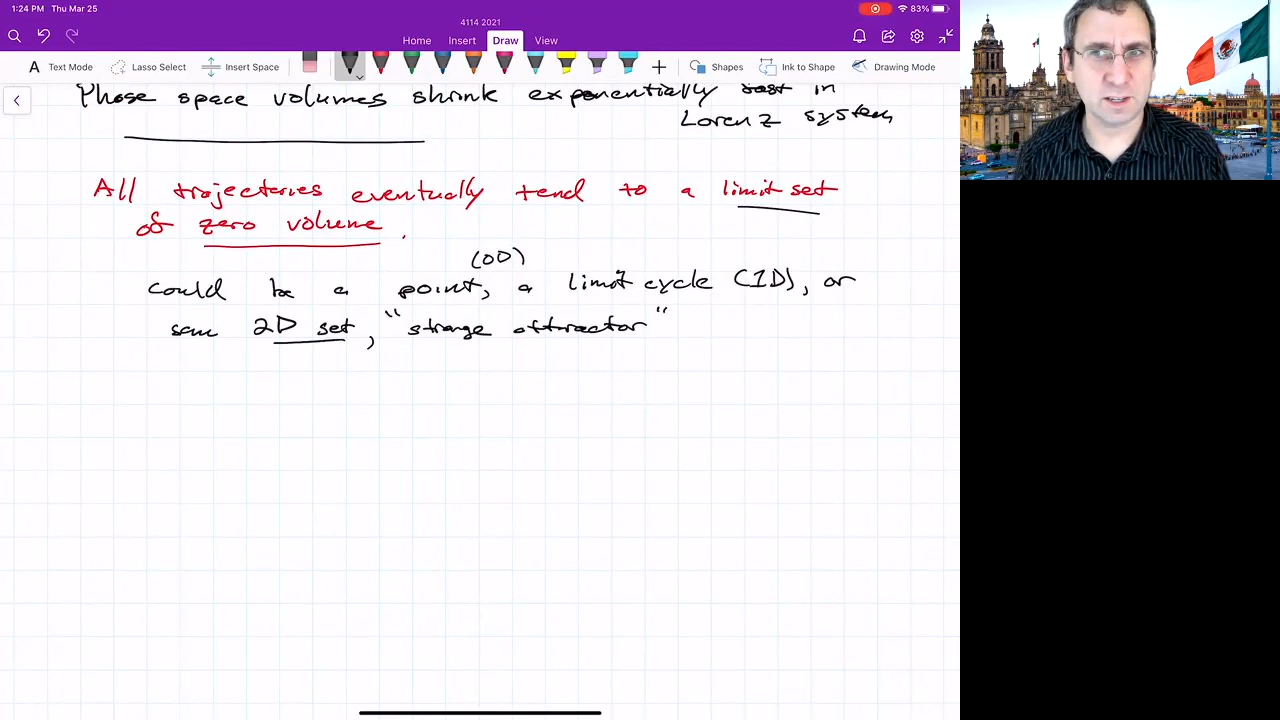 1:24 PM Thu Mar 25
83%
4114 2021
Home Insert Draw View
A Text Mode Lasso Select Insert Space Shapes Ink to Shape Drawing Mode
Phase space volumes shrink exponentially fast in
Lorenz system
All trajectories eventually tend to a limit set
of zero volume.
(0D)
could be a point, a limit cycle (1D), or
some 2D set, "strange attractor"